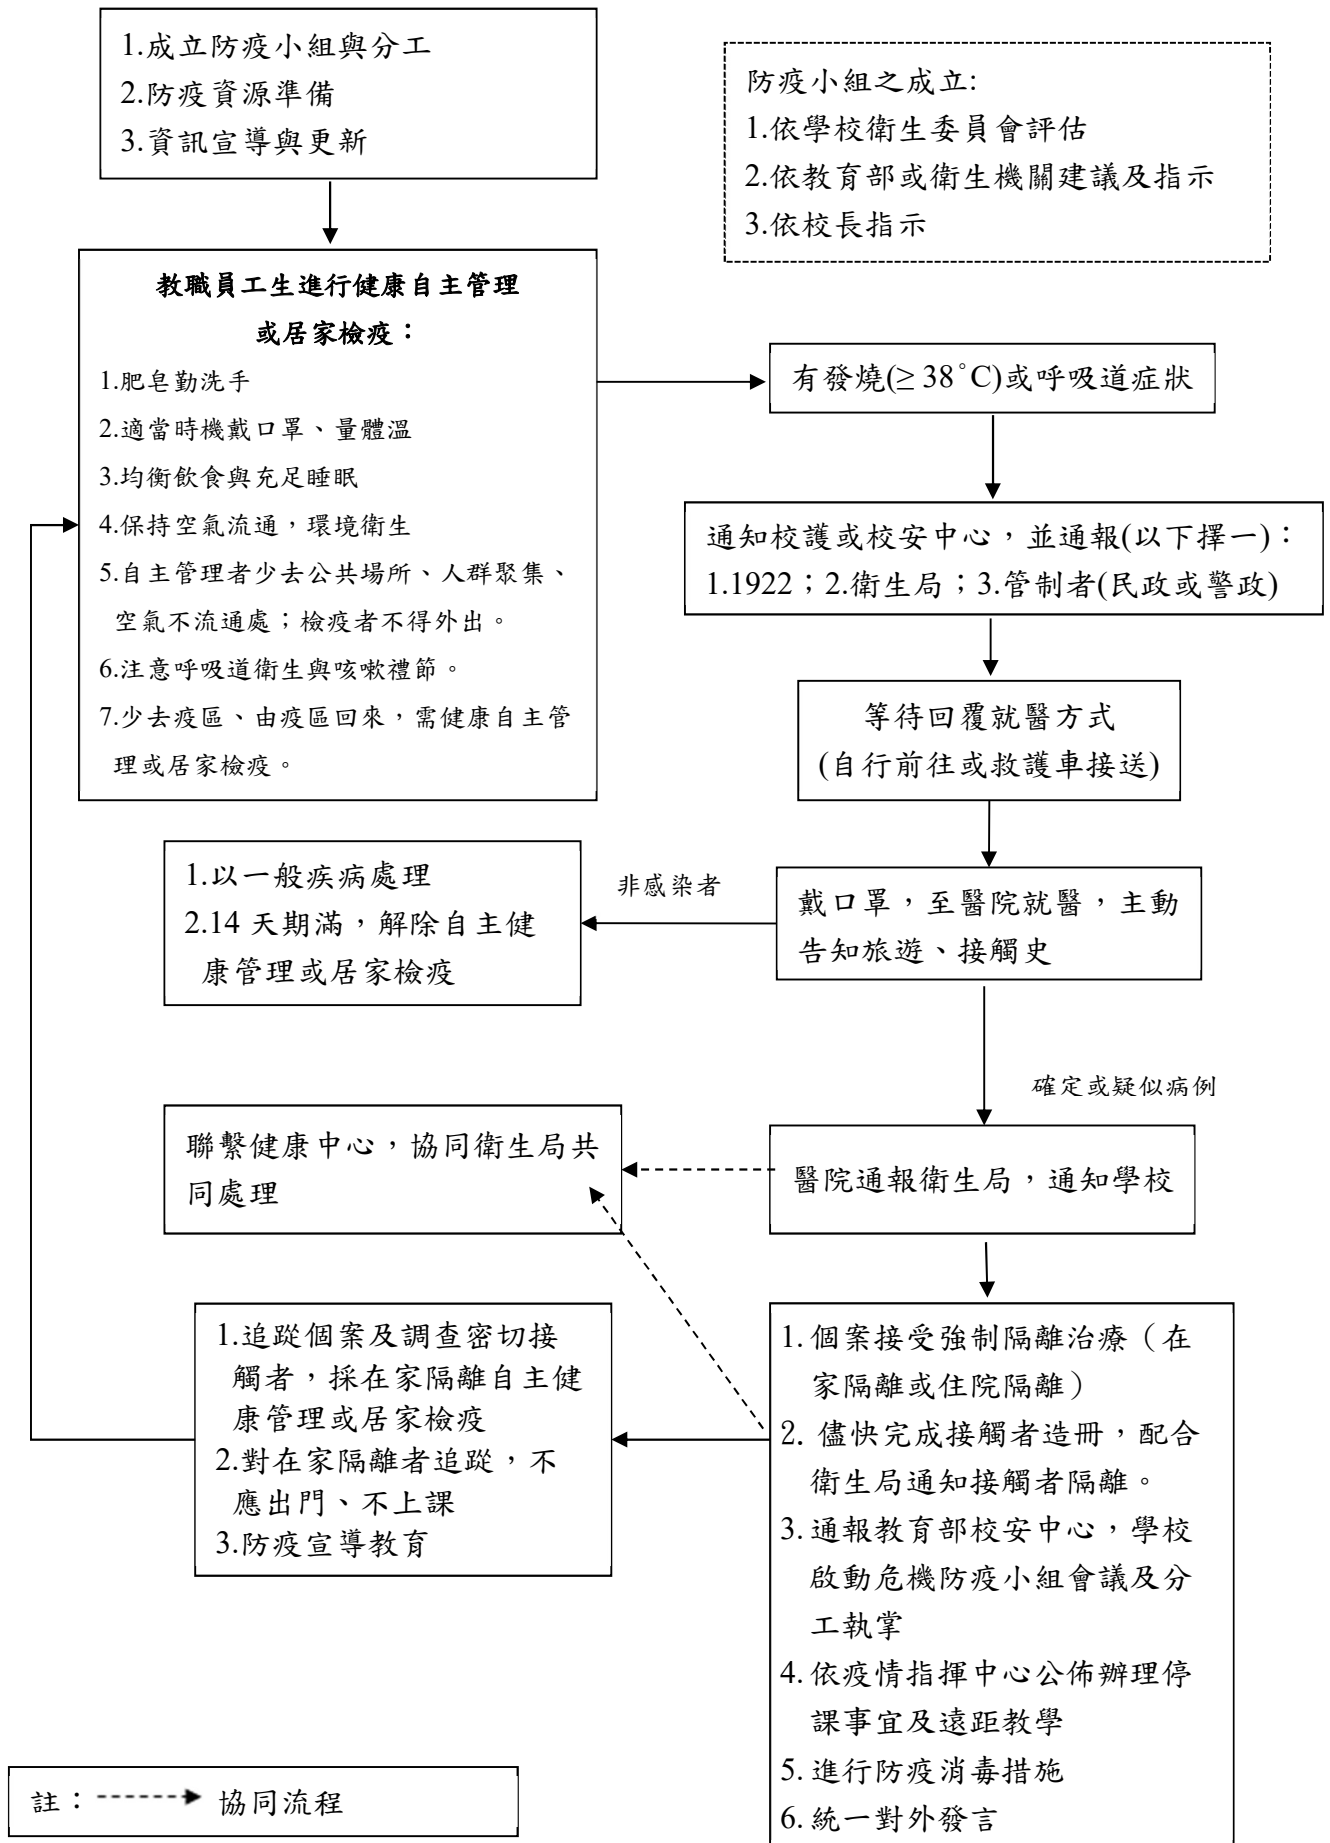 1.成立防疫小組與分工
2.防疫資源準備
3.資訊宣導與更新
防疫小組之成立:
1.依學校衛生委員會評估
2.依教育部或衛生機關建議及指示
3.依校長指示
教職員工生進行健康自主管理
或居家檢疫：
1.肥皂勤洗手
2.適當時機戴口罩、量體溫
3.均衡飲食與充足睡眠
4.保持空氣流通，環境衛生
5.自主管理者少去公共場所、人群聚集、
空氣不流通處；檢疫者不得外出。
6.注意呼吸道衛生與咳嗽禮節。
7.少去疫區、由疫區回來，需健康自主管
理或居家檢疫。
有發燒(≥38°C)或呼吸道症狀
通知校護或校安中心，並通報(以下擇一)：
1.1922；2.衛生局；3.管制者(民政或警政)
等待回覆就醫方式
(自行前往或救護車接送)
戴口罩，至醫院就醫，主動
告知旅遊、接觸史
非感染者
1.以一般疾病處理
2.14 天期滿，解除自主健
康管理或居家檢疫
確定或疑似病例
醫院通報衛生局，通知學校
聯繫健康中心，協同衛生局共
同處理
1. 個案接受強制隔離治療（在
家隔離或住院隔離）
2. 儘快完成接觸者造冊，配合
衛生局通知接觸者隔離。
3. 通報教育部校安中心，學校
啟動危機防疫小組會議及分
工執掌
4. 依疫情指揮中心公佈辦理停
課事宜及遠距教學
5. 進行防疫消毒措施
6. 統一對外發言
1.追蹤個案及調查密切接
觸者，採在家隔離自主健
康管理或居家檢疫
2.對在家隔離者追蹤，不
應出門、不上課
3.防疫宣導教育
註： 協同流程